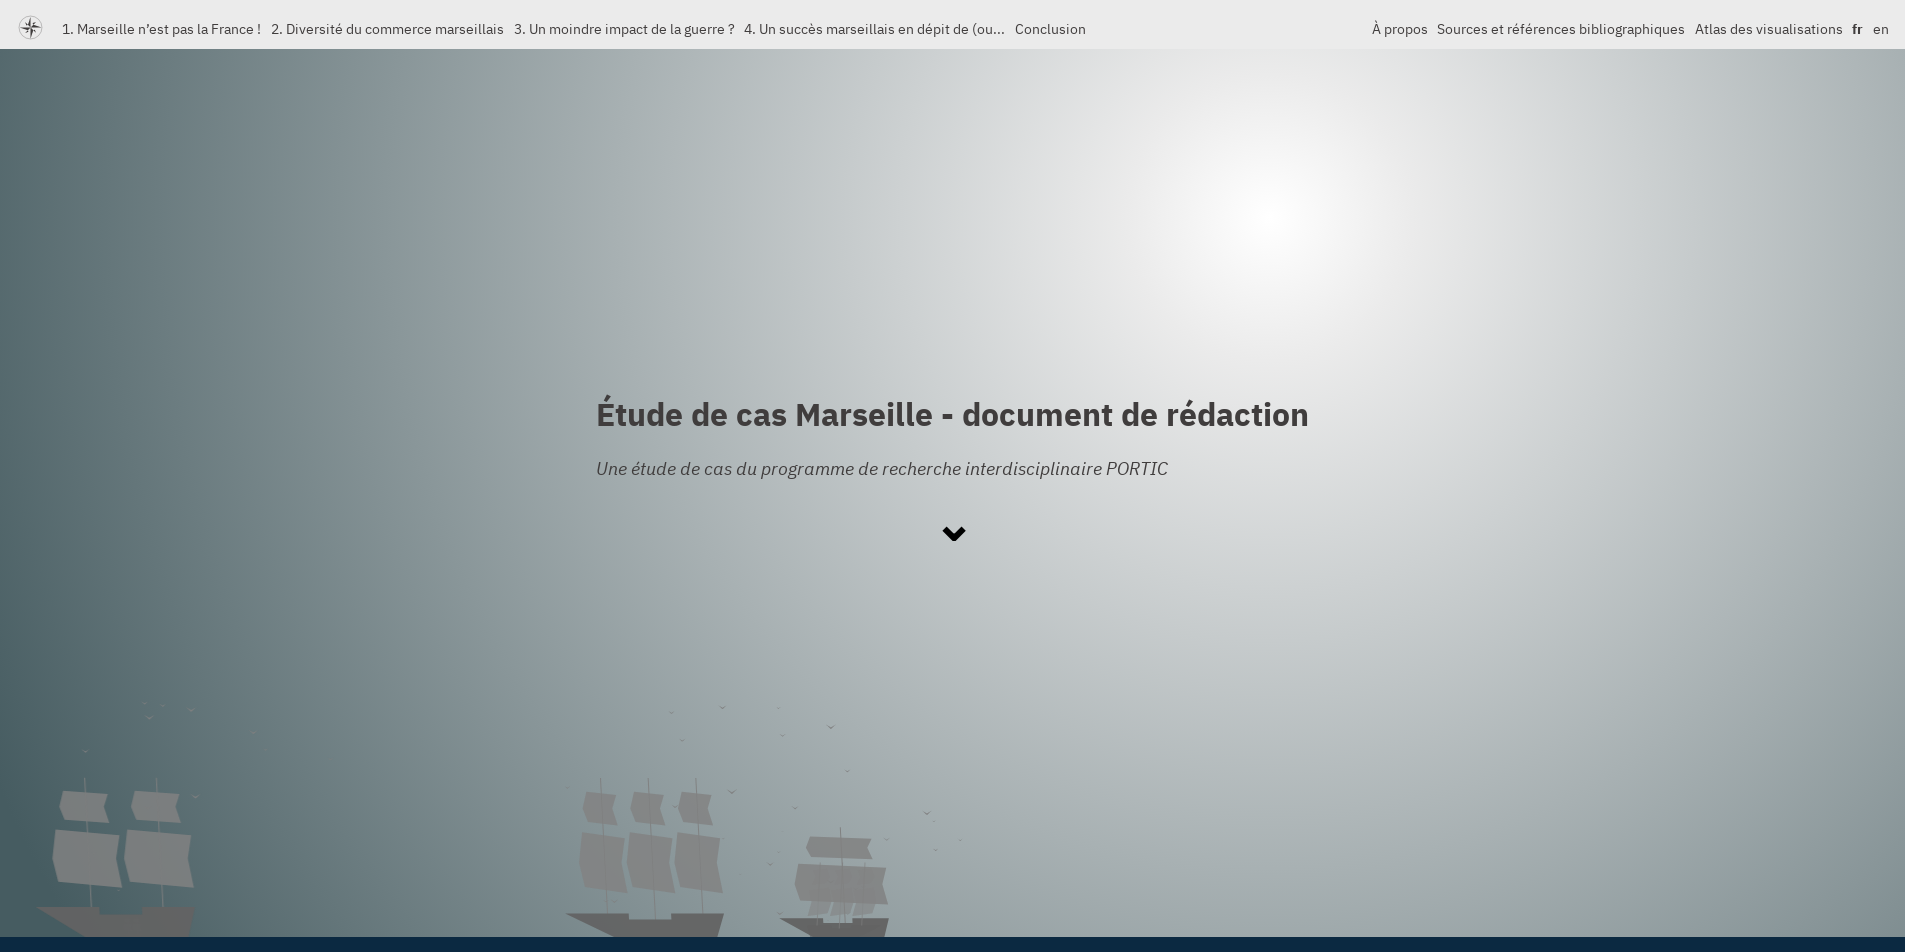 1. Marseille n’est pas la France ! 2. Diversité du commerce marseillais 3. Un moindre impact de la guerre ? 4. Un succès marseillais en dépit de (ou... Conclusion À propos Sources et références bibliographiques Atlas des visualisations fr en
Étude de cas Marseille - document de rédaction
Une étude de cas du programme de recherche interdisciplinaire PORTIC